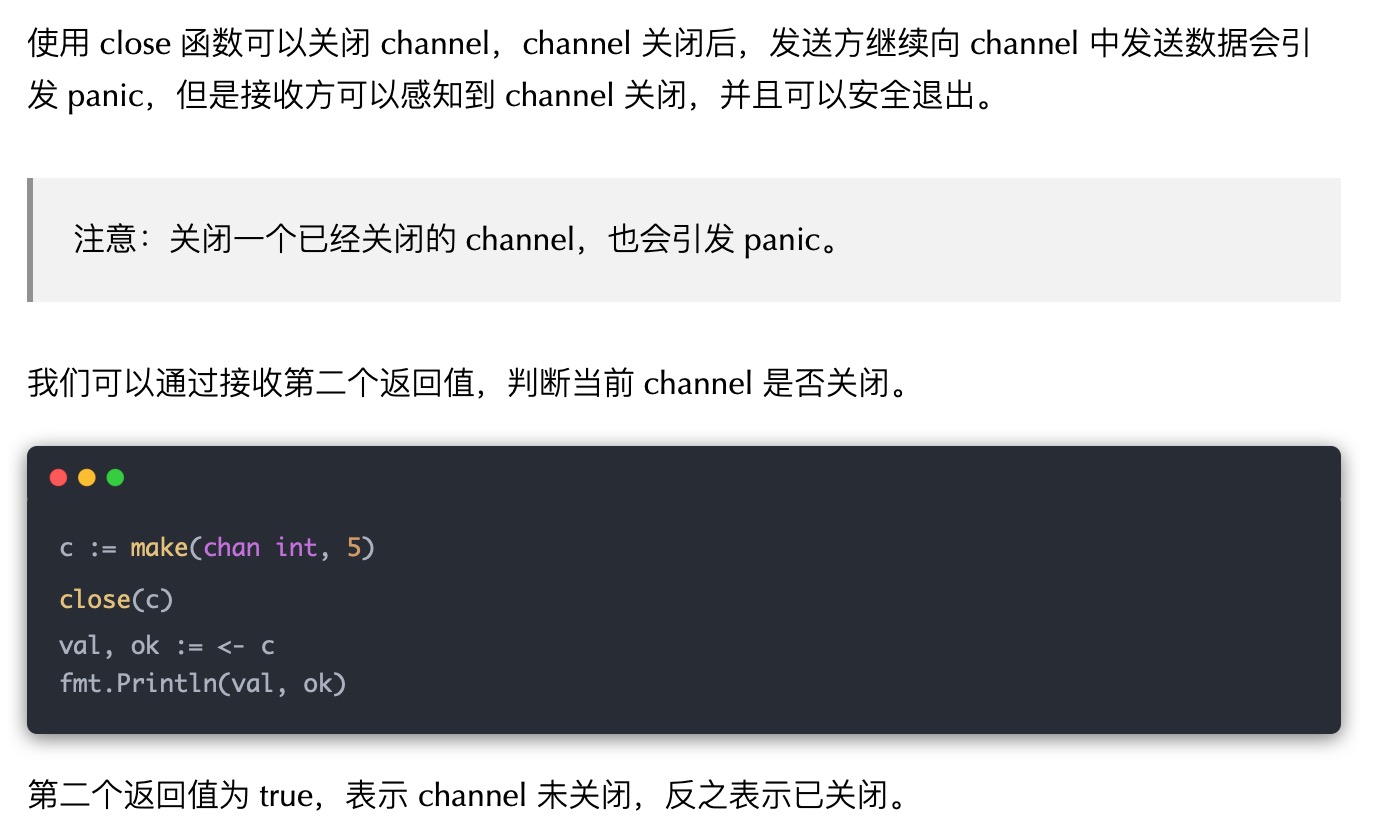 使用 close 函数可以关闭 channel，channel 关闭后，发送方继续向 channel 中发送数据会引
发 panic，但是接收方可以感知到 channel 关闭，并且可以安全退出。
注意：关闭一个已经关闭的 channel，也会引发 panic。
我们可以通过接收第二个返回值，判断当前 channel 是否关闭。
c := make(chan int, 5)
close(c)
val, ok := <- c
fmt.Println(val, ok)
第二个返回值为 true，表示 channel 未关闭，反之表示已关闭。